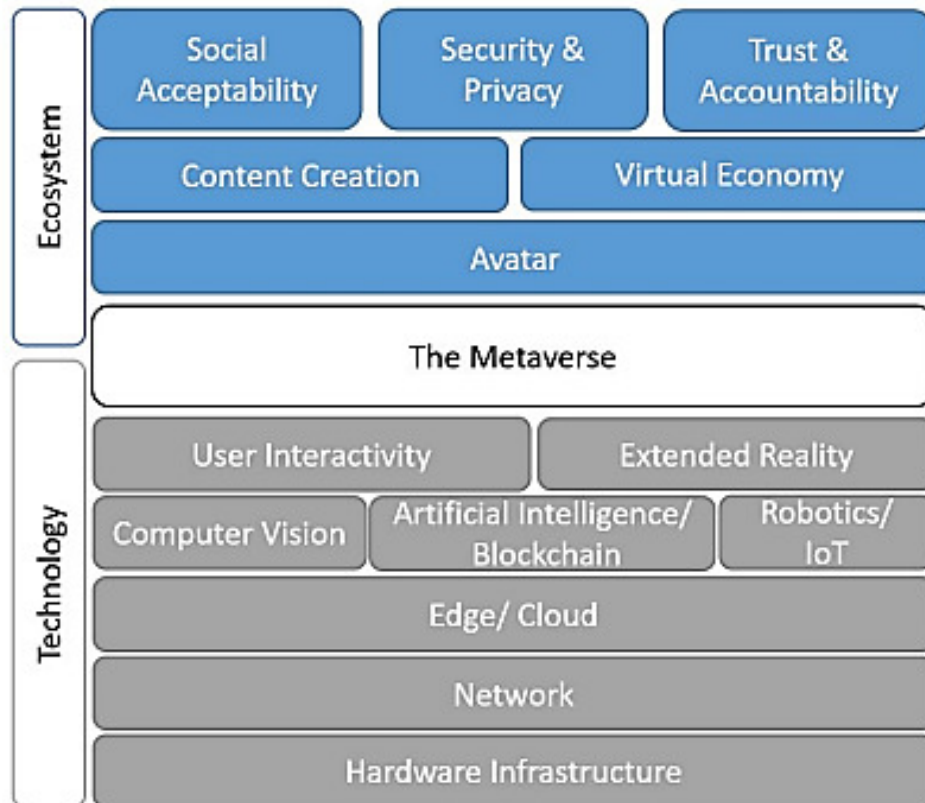 Ecosystem
Social
Acceptability
Security &
Privacy
Trust &
Accountability
Content Creation
Virtual Economy
Avatar
The Metaverse
Technology
User Interactivity
Extended Reality
Computer Vision
Artificial Intelligence/
Blockchain
Robotics/
IoT
Edge/ Cloud
Network
Hardware Infrastructure